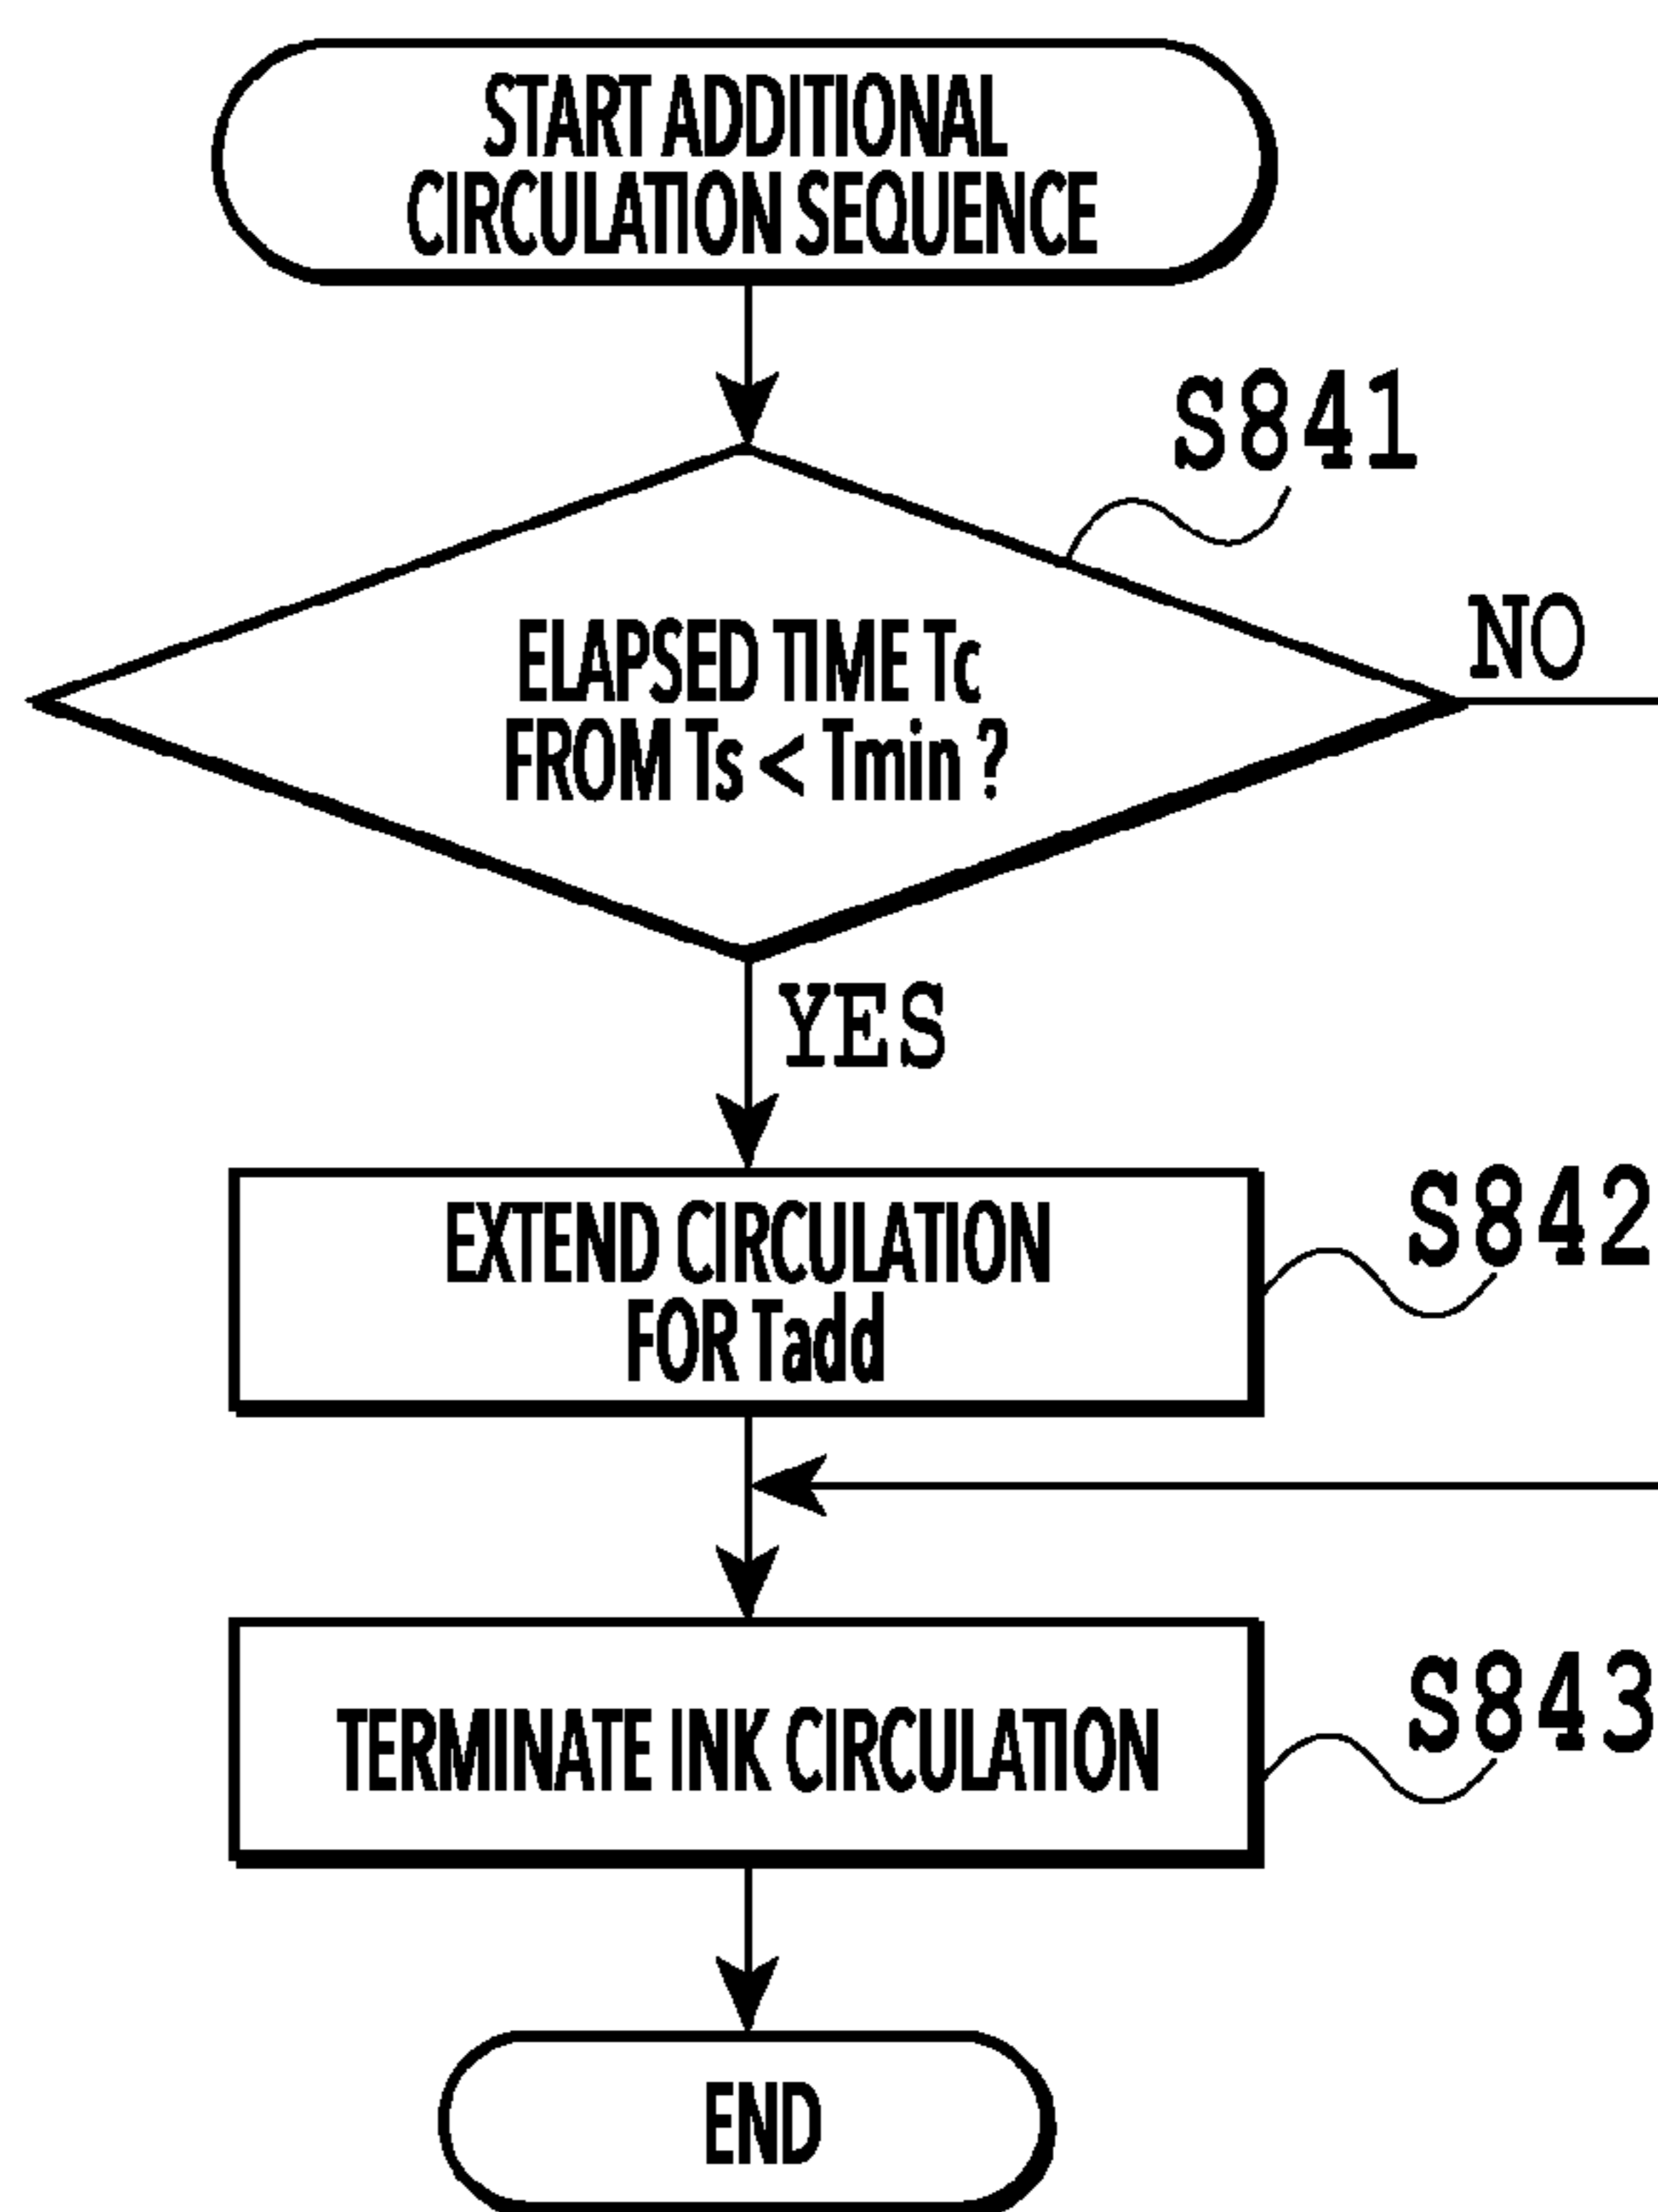 START ADDITIONAL
CIRCULATION SEQUENCE
S841
ELAPSED TIME Tc
FROM Ts < Tmin ?
NO
YES
EXTEND CIRCULATION
FOR Tadd
S842
TERMINATE INK CIRCULATION
S843
END